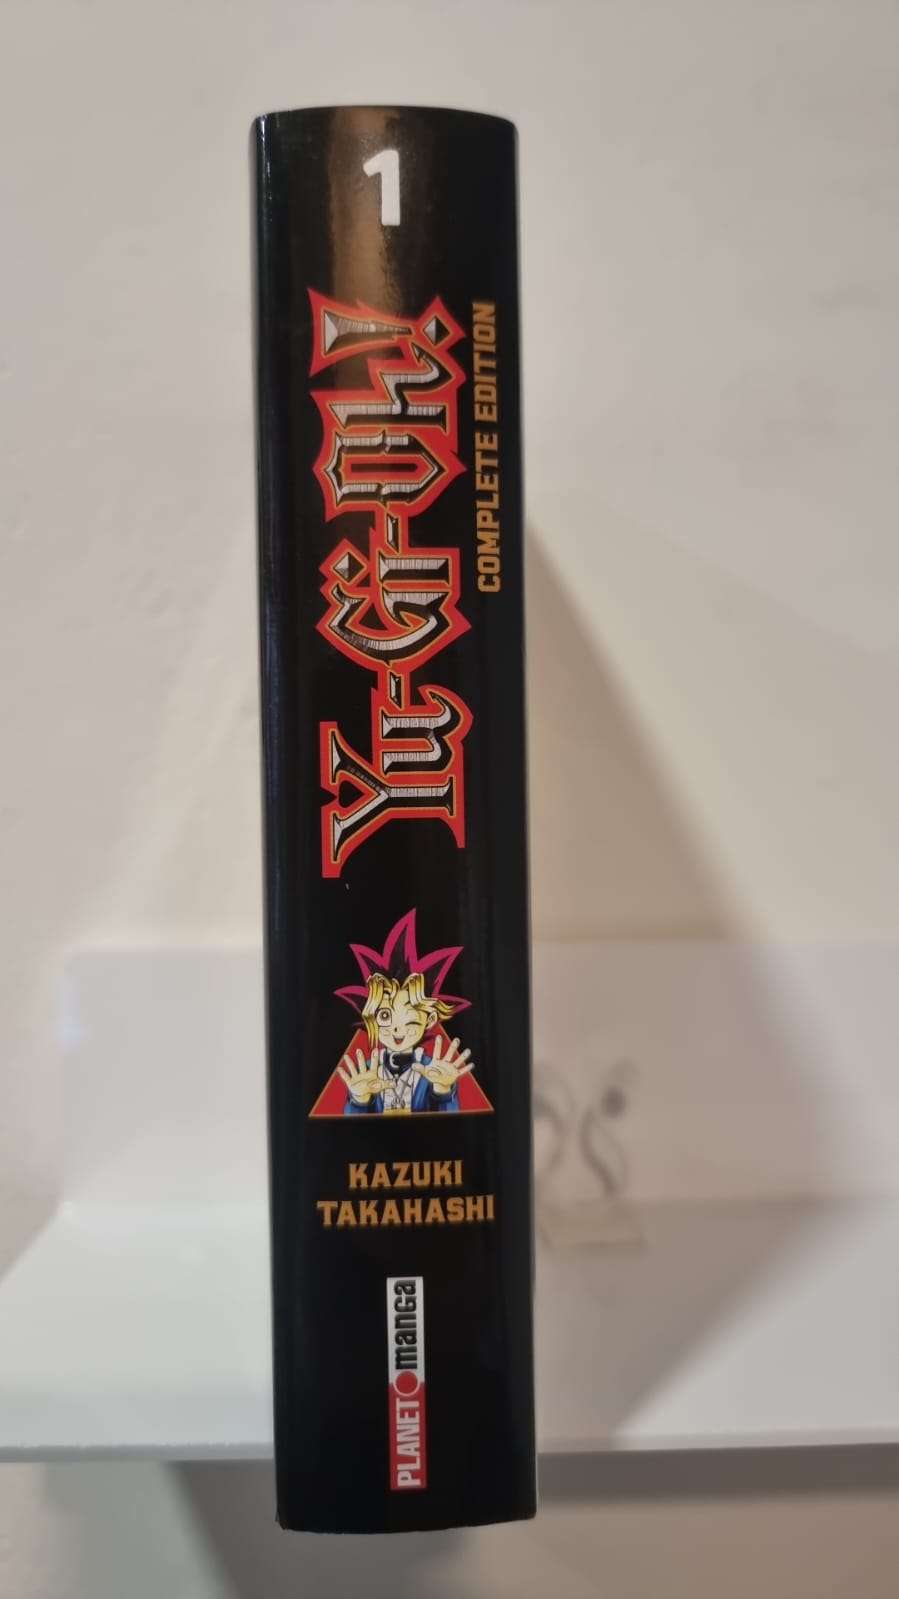 1
Yu-Gi-Oh!
COMPLETE EDITION
KAZUKI
TAKAHASHI
PLANET manga